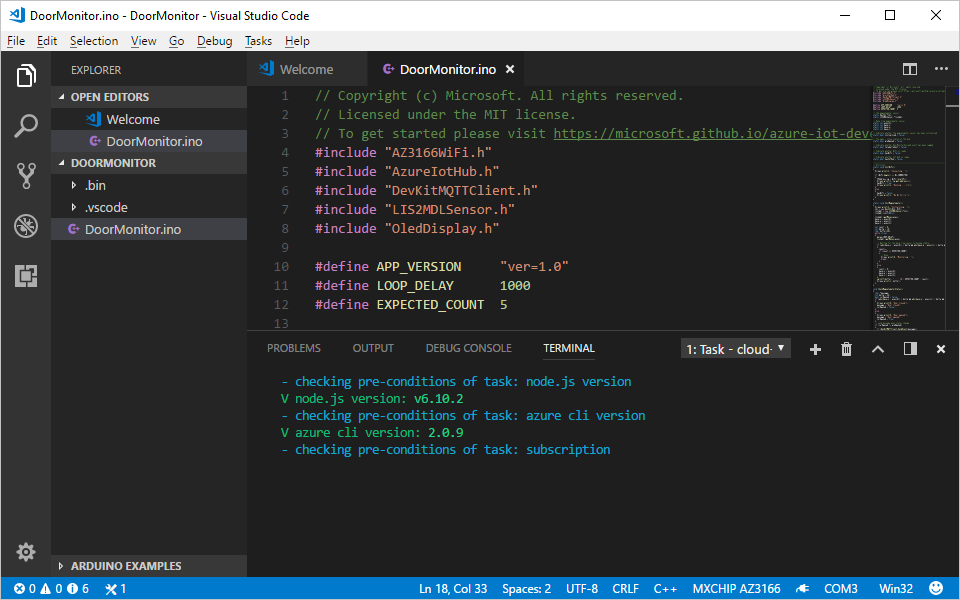 DoorMonitor.ino - DoorMonitor - Visual Studio Code
File Edit Selection View Go Debug Tasks Help
EXPLORER
OPEN EDITORS
Welcome
DoorMonitor.ino
DOORMONITOR
.bin
.vscode
DoorMonitor.ino
ARDUINO EXAMPLES
Welcome DoorMonitor.ino
1 // Copyright (c) Microsoft. All rights reserved.
2 // Licensed under the MIT license.
3 // To get started please visit https://microsoft.github.io/azure-iot-deve
4 #include "AZ3166WiFi.h"
5 #include "AzureIotHub.h"
6 #include "DevKitMQTTClient.h"
7 #include "LIS2MDLSensor.h"
8 #include "OledDisplay.h"
9
10 #define APP_VERSION "ver=1.0"
11 #define LOOP_DELAY 1000
12 #define EXPECTED_COUNT 5
13
PROBLEMS OUTPUT DEBUG CONSOLE TERMINAL 1: Task - cloud-
- checking pre-conditions of task: node.js version
V node.js version: v6.10.2
- checking pre-conditions of task: azure cli version
V azure cli version: 2.0.9
- checking pre-conditions of task: subscription
0 0 6 1 Ln 18, Col 33 Spaces: 2 UTF-8 CRLF C++ MXCHIP AZ3166 COM3 Win32